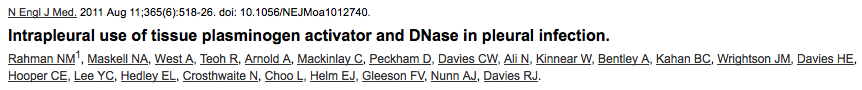 N Engl J Med. 2011 Aug 11;365(6):518-26. doi: 10.1056/NEJMoa1012740.
Intrapleural use of tissue plasminogen activator and DNase in pleural infection.
Rahman NM1, Maskell NA, West A, Teoh R, Arnold A, Mackinlay C, Peckham D, Davies CW, Ali N, Kinnear W, Bentley A, Kahan BC, Wrightson JM, Davies HE,
Hooper CE, Lee YC, Hedley EL, Crosthwaite N, Choo L, Helm EJ, Gleeson FV, Nunn AJ, Davies RJ.